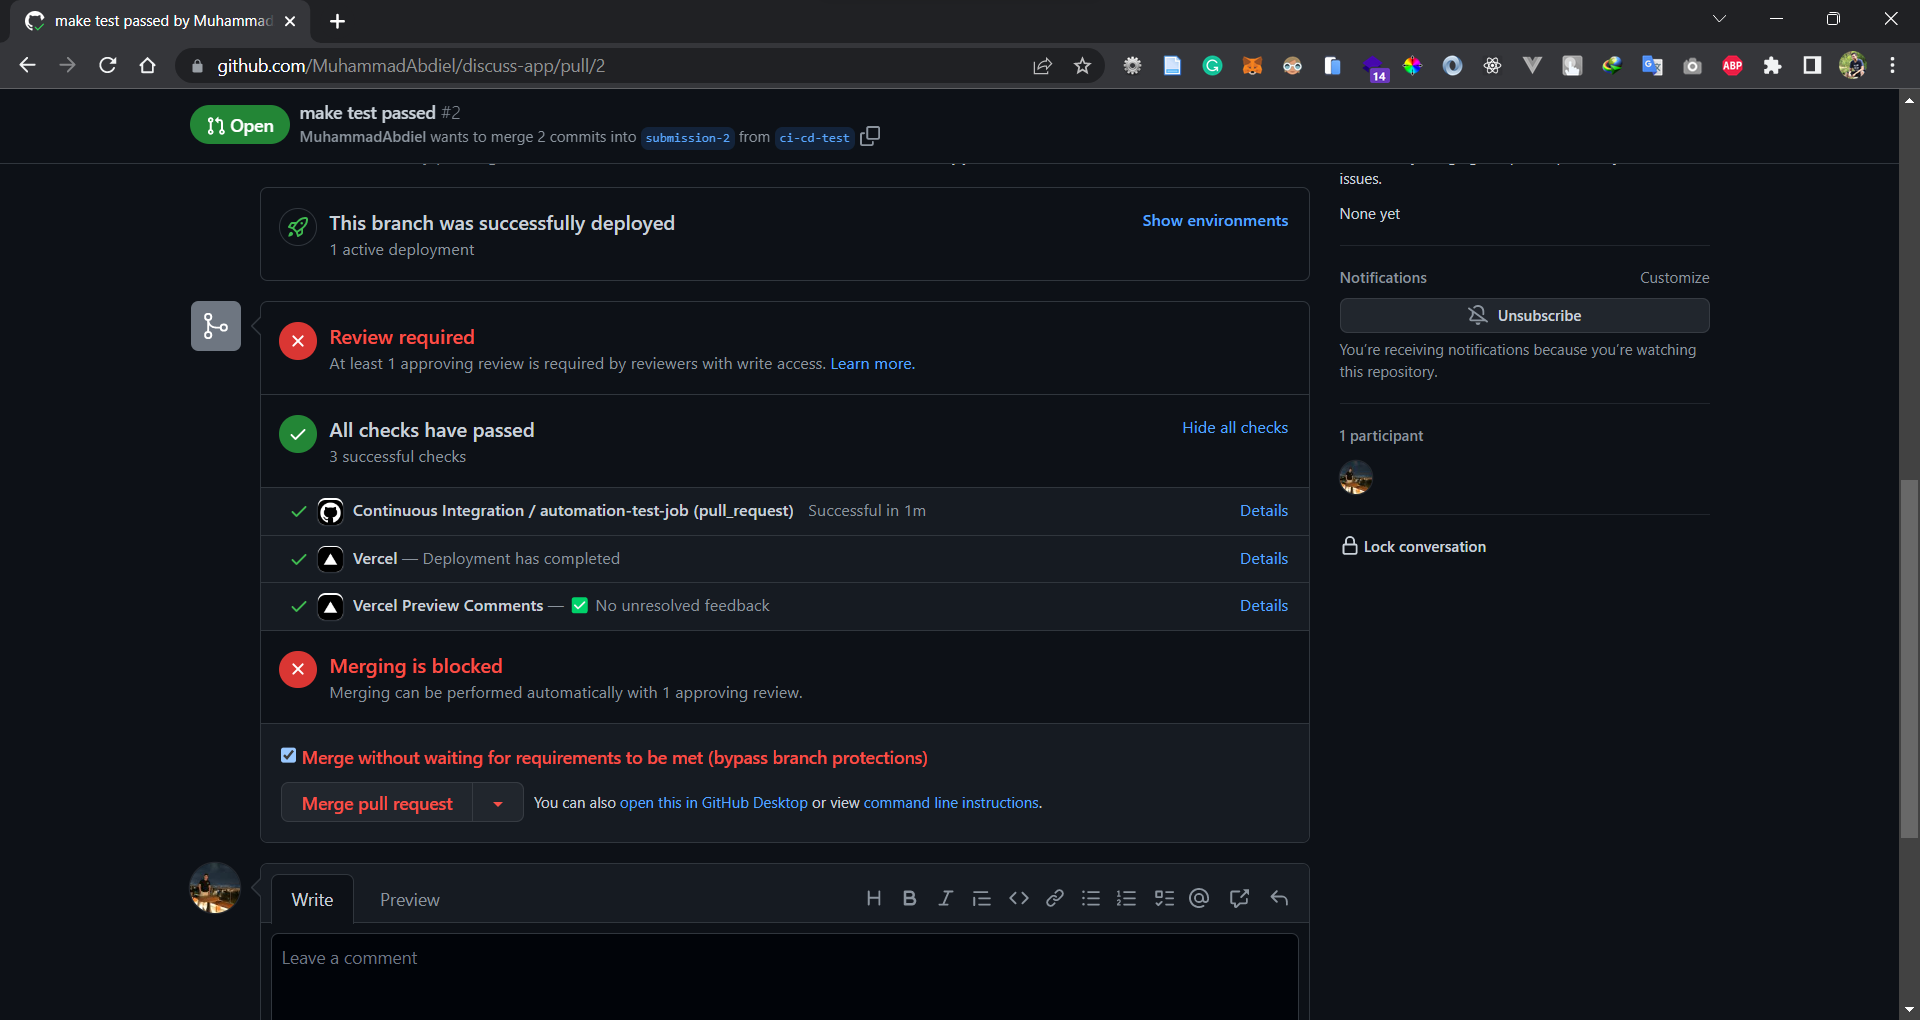 make test passed by Muhammad
github.com/MuhammadAbdiel/discuss-app/pull/2
14
ABP
Open
make test passed #2
MuhammadAbdiel wants to merge 2 commits into submission-2 from ci-cd-test
issues.
None yet
This branch was successfully deployed
Show environments
1 active deployment
Notifications
Customize
Unsubscribe
You're receiving notifications because you're watching
this repository.
Review required
At least 1 approving review is required by reviewers with write access. Learn more.
All checks have passed
Hide all checks
3 successful checks
1 participant
Continuous Integration / automation-test-job (pull_request) Successful in 1m
Details
Lock conversation
Vercel — Deployment has completed
Details
Vercel Preview Comments — ✅ No unresolved feedback
Details
Merging is blocked
Merging can be performed automatically with 1 approving review.
Merge without waiting for requirements to be met (bypass branch protections)
Merge pull request
You can also open this in GitHub Desktop or view command line instructions.
Write
Preview
Leave a comment